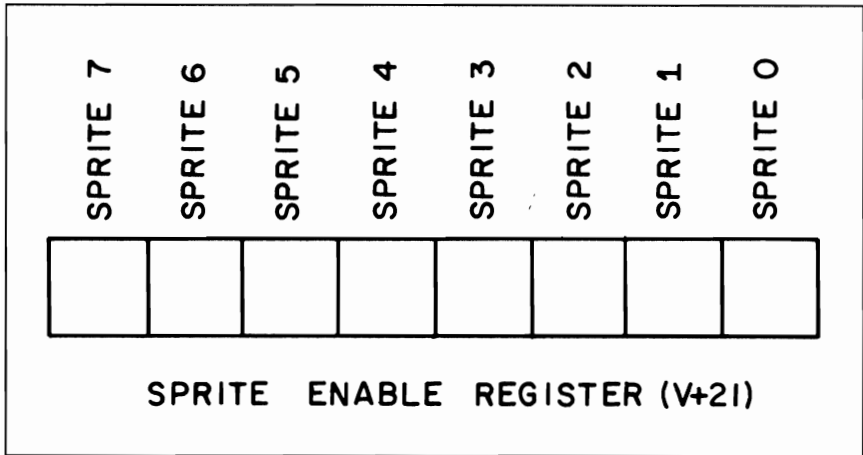 SPRITE 7
SPRITE 6
SPRITE 5
SPRITE 4
SPRITE 3
SPRITE 2
SPRITE 1
SPRITE 0
SPRITE ENABLE REGISTER (V+21)